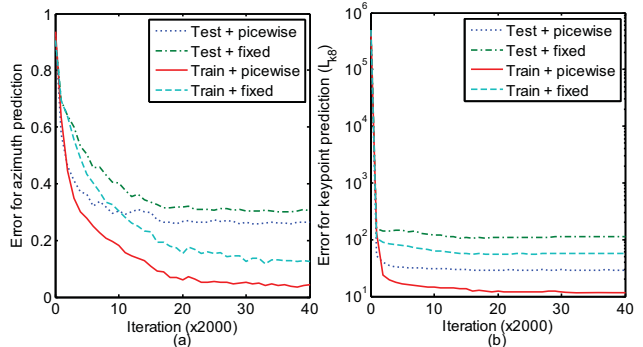 Error for azimuth prediction
1
0.8
0.6
0.4
0.2
0
0
10
20
30
40
Iteration (x2000)
(a)
Test + picewise
Test + fixed
Train + picewise
Train + fixed
Error for keypoint prediction (Lk8)
10^6
10^5
10^4
10^3
10^2
10^1
0
10
20
30
40
Iteration (x2000)
(b)
Test + picewise
Test + fixed
Train + picewise
Train + fixed